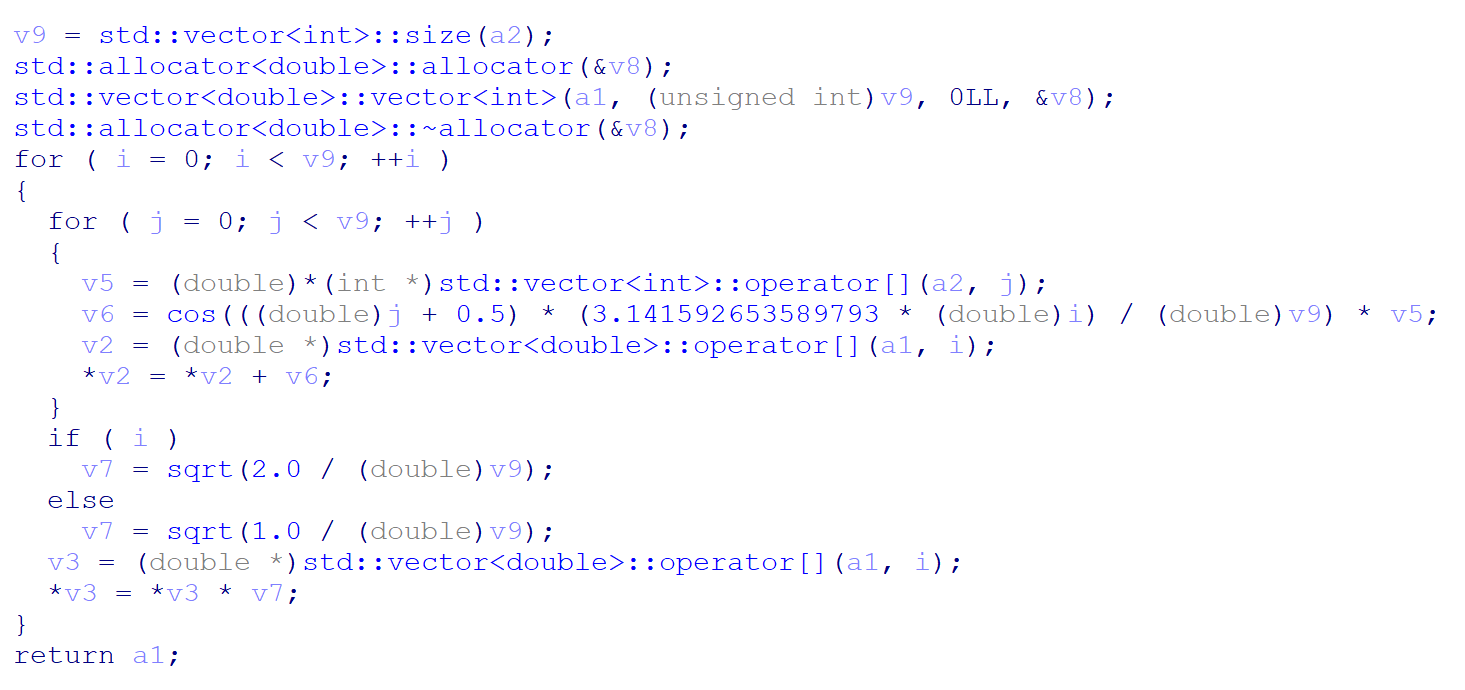 v9 = std::vector<int>::size(a2);
std::allocator<double>::allocator(&v8);
std::vector<double>::vector<int>(a1, (unsigned int)v9, 0LL, &v8);
std::allocator<double>::~allocator(&v8);
for ( i = 0; i < v9; ++i )
{
for ( j = 0; j < v9; ++j )
{
v5 = (double)*(int *)std::vector<int>::operator[](a2, j);
v6 = cos(((double)j + 0.5) * (3.141592653589793 * (double)i) / (double)v9) * v5;
v2 = (double *)std::vector<double>::operator[](a1, i);
*v2 = *v2 + v6;
}
if ( i )
v7 = sqrt(2.0 / (double)v9);
else
v7 = sqrt(1.0 / (double)v9);
v3 = (double *)std::vector<double>::operator[](a1, i);
*v3 = *v3 * v7;
}
return a1;